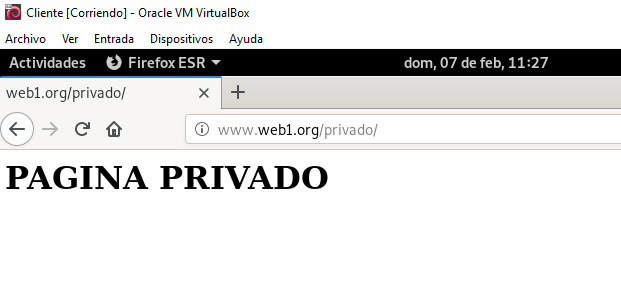 Cliente [Corriendo] - Oracle VM VirtualBox
Archivo Ver Entrada Dispositivos Ayuda
Actividades Firefox ESR dom, 07 de feb, 11:27
web1.org/privado/
www.web1.org/privado/
PAGINA PRIVADO